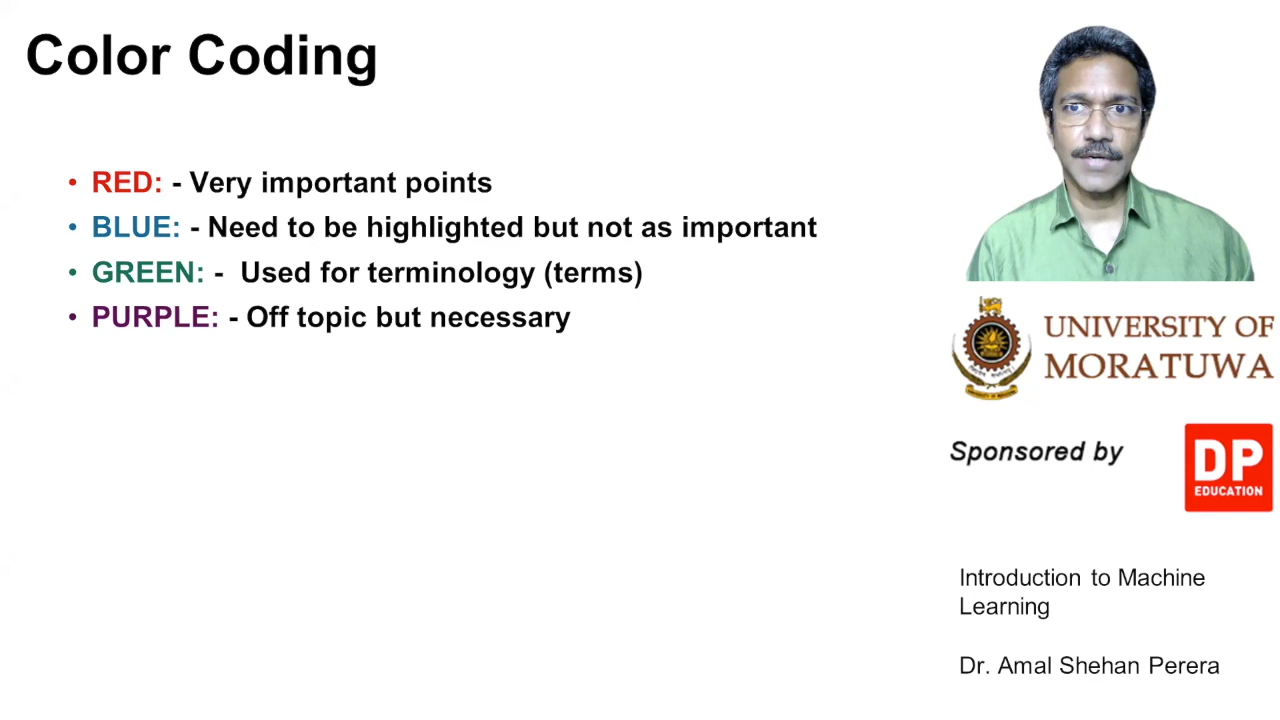 Color Coding
• RED: - Very important points
• BLUE: - Need to be highlighted but not as important
• GREEN: - Used for terminology (terms)
• PURPLE: - Off topic but necessary
UNIVERSITY OF
MORATUWA
Sponsored by
DP
EDUCATION
Introduction to Machine
Learning
Dr. Amal Shehan Perera